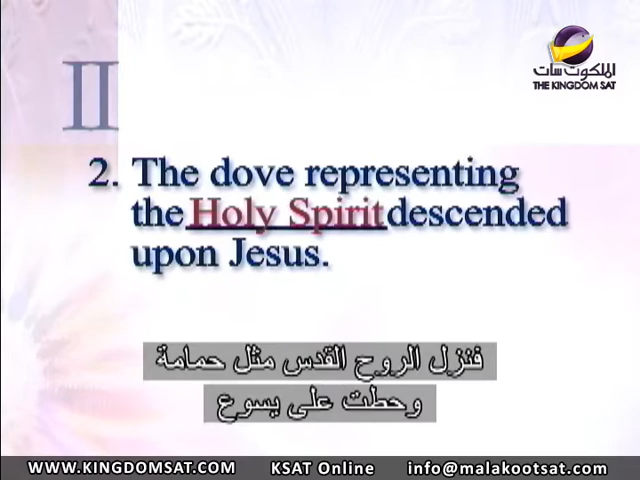 الملكوت سات
THE KINGDOM SAT
II
2. The dove representing
the Holy Spirit descended
upon Jesus.
فنزل الروح القدس مثل حمامة
وحطت على يسوع
WWW.KINGDOMSAT.COM KSAT Online info@malakootsat.com